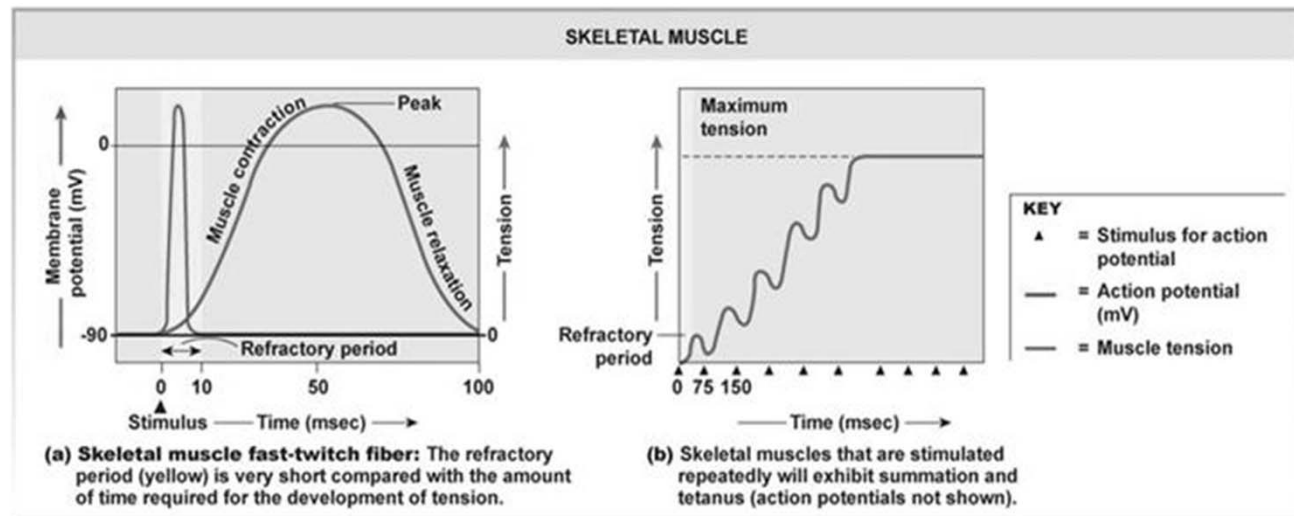 SKELETAL MUSCLE
Membrane
potential (mV)
0
-90
Muscle contraction
Peak
Muscle relaxation
Tension
0
Refractory period
0 10 50 100
Stimulus Time (msec)
(a) Skeletal muscle fast-twitch fiber: The refractory
period (yellow) is very short compared with the amount
of time required for the development of tension.
Maximum
tension
Tension
Refractory
period
0 75 150
Time (msec)
(b) Skeletal muscles that are stimulated
repeatedly will exhibit summation and
tetanus (action potentials not shown).
KEY
= Stimulus for action
potential
= Action potential
(mV)
= Muscle tension